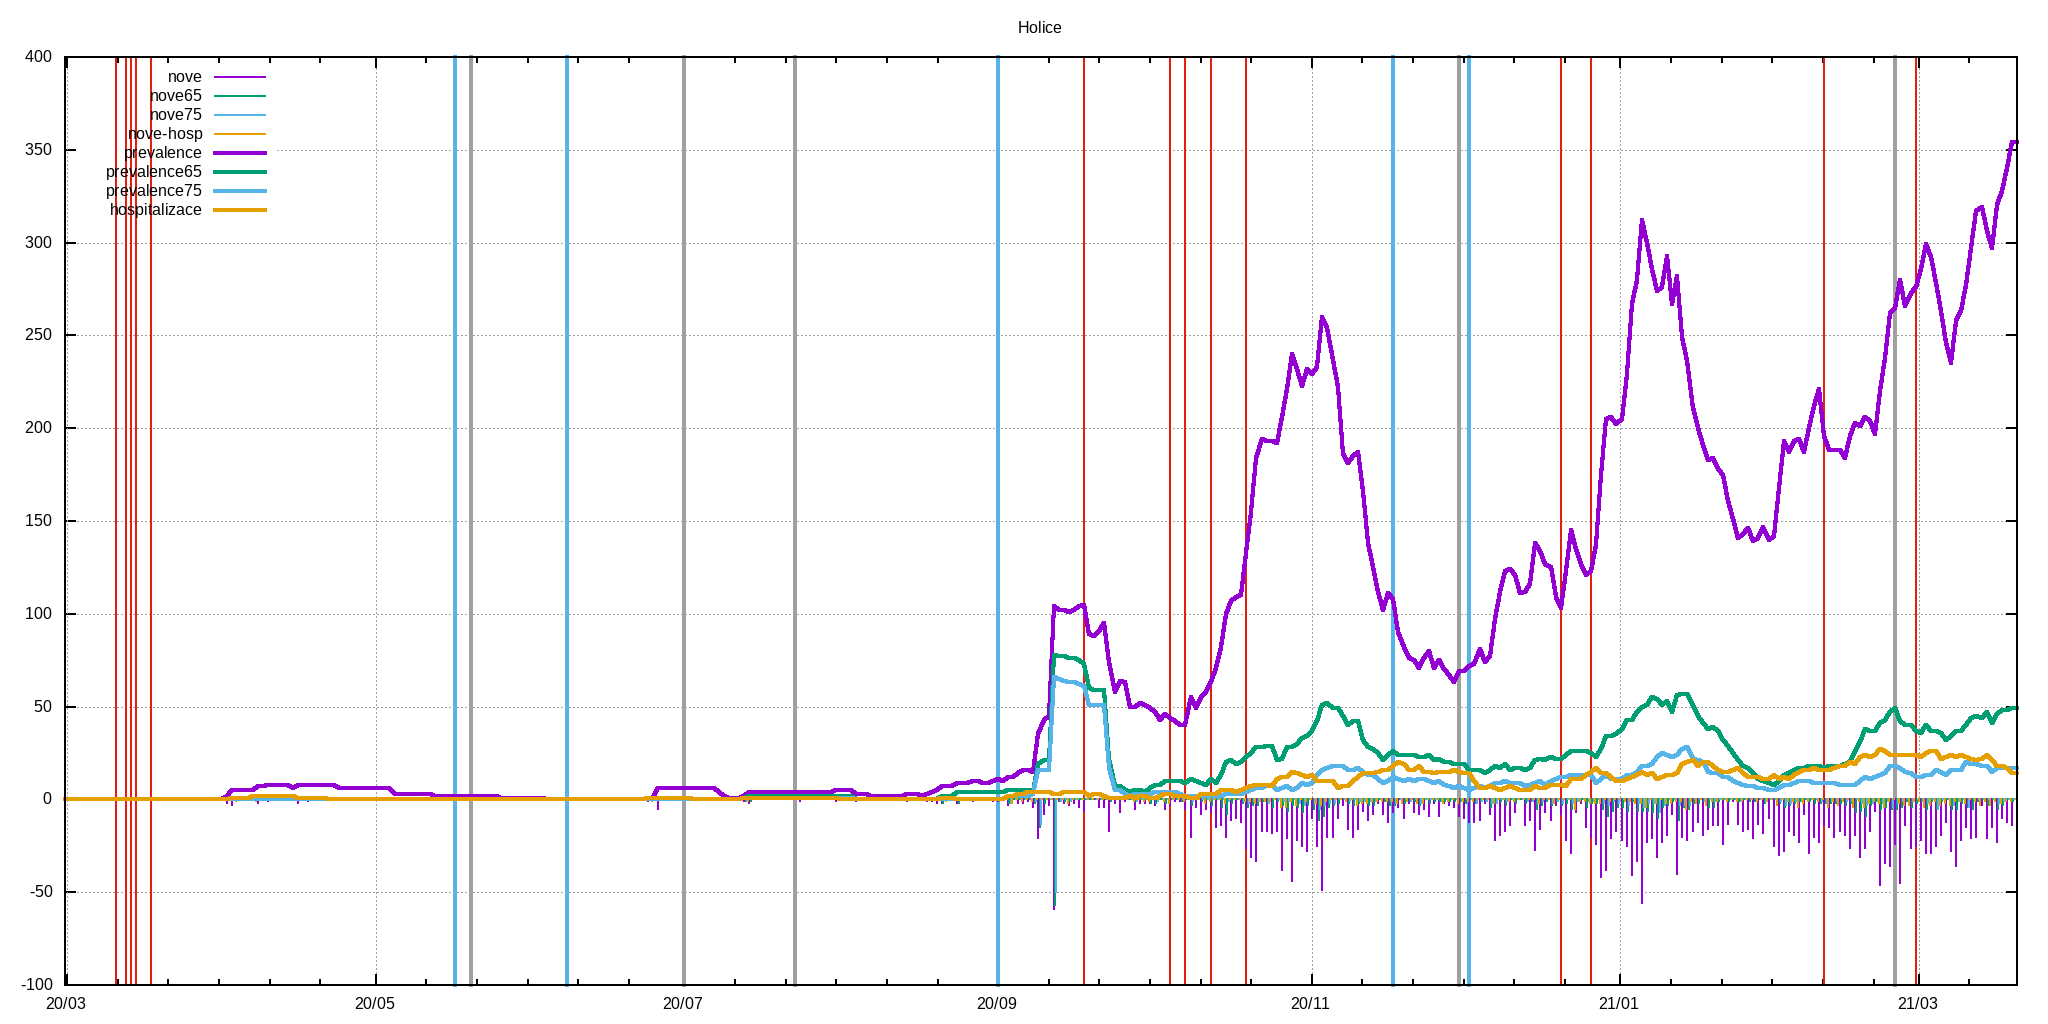 Holice
400
350
300
250
200
150
100
50
0
-50
-100
nove
nove65
nove75
nove-hosp
prevalence
prevalence65
prevalence75
hospitalizace
20/03 20/05 20/07 20/09 20/11 21/01 21/03